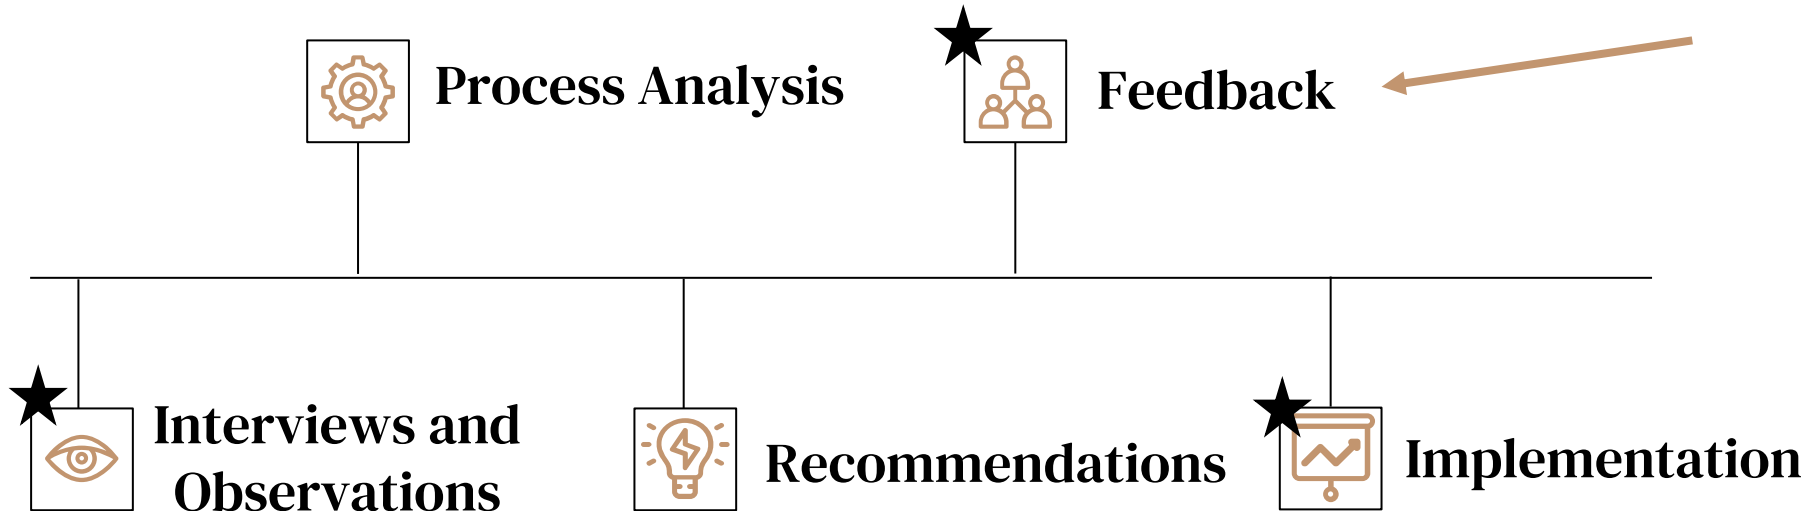 Process Analysis
Feedback
Interviews and
Observations
Recommendations
Implementation